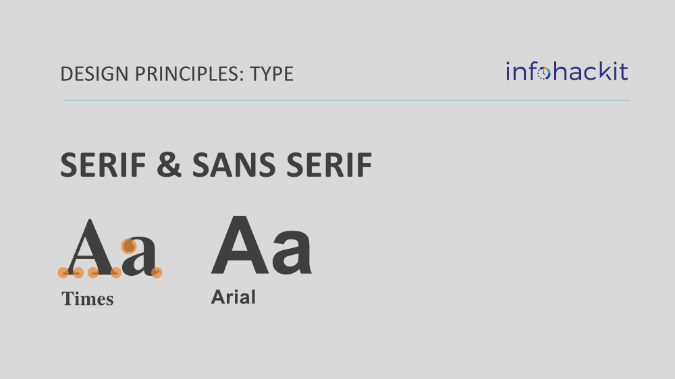 DESIGN PRINCIPLES: TYPE
infohackit
SERIF & SANS SERIF
Aa
Aa
Times
Arial